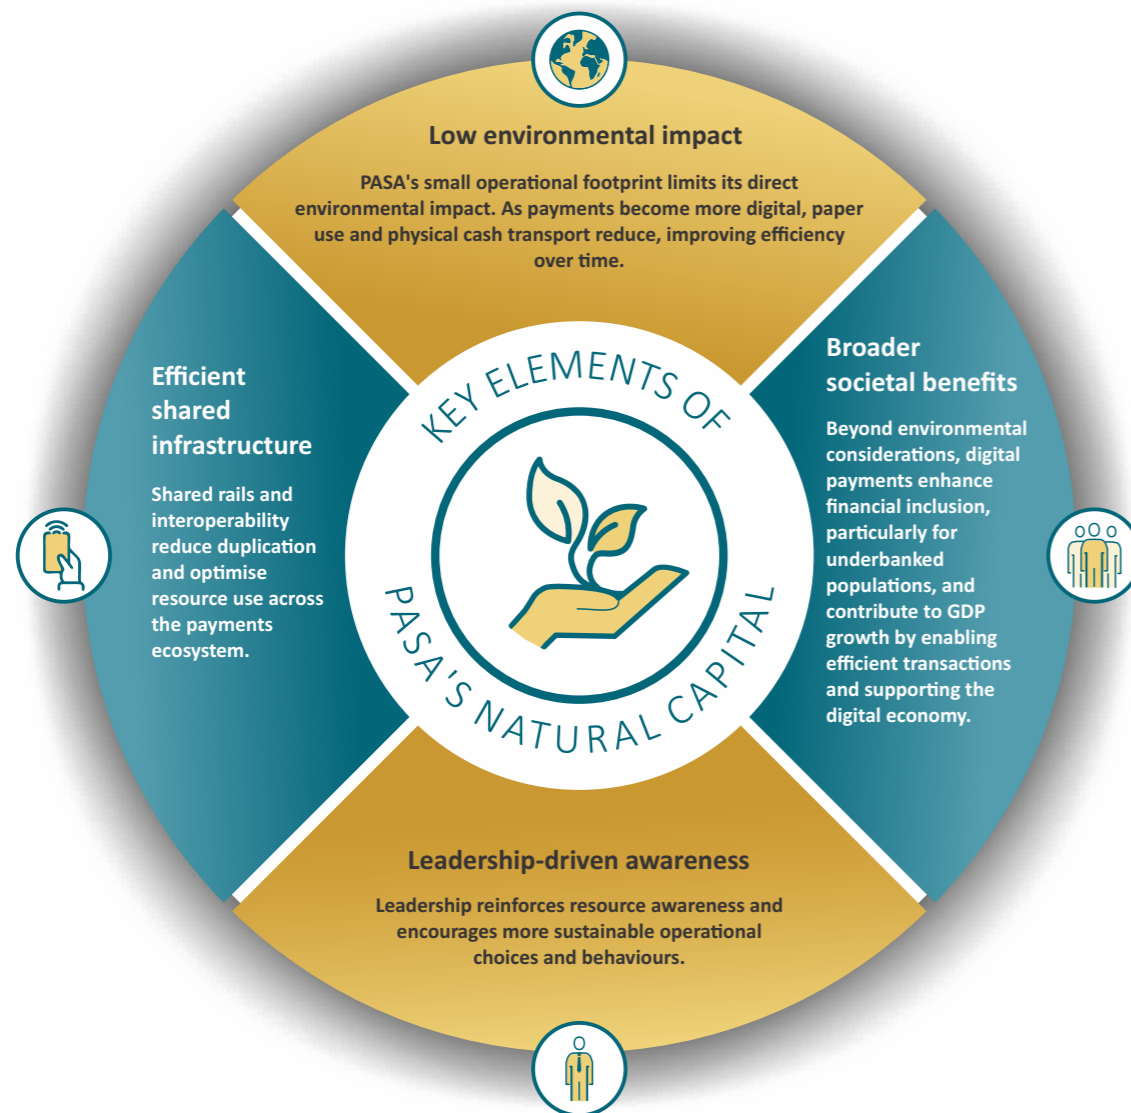 Low environmental impact
PASA's small operational footprint limits its direct
environmental impact. As payments become more digital, paper
use and physical cash transport reduce, improving efficiency
over time.
Broader
societal benefits
Beyond environmental
considerations, digital
payments enhance
financial inclusion,
particularly for
underbanked
populations, and
contribute to GDP
growth by enabling
efficient transactions
and supporting the
digital economy.
Efficient
shared
infrastructure
Shared rails and
interoperability
reduce duplication
and optimise
resource use across
the payments
ecosystem.
KEY ELEMENTS OF
PASA'S NATURAL CAPITAL
Leadership-driven awareness
Leadership reinforces resource awareness and
encourages more sustainable operational
choices and behaviours.